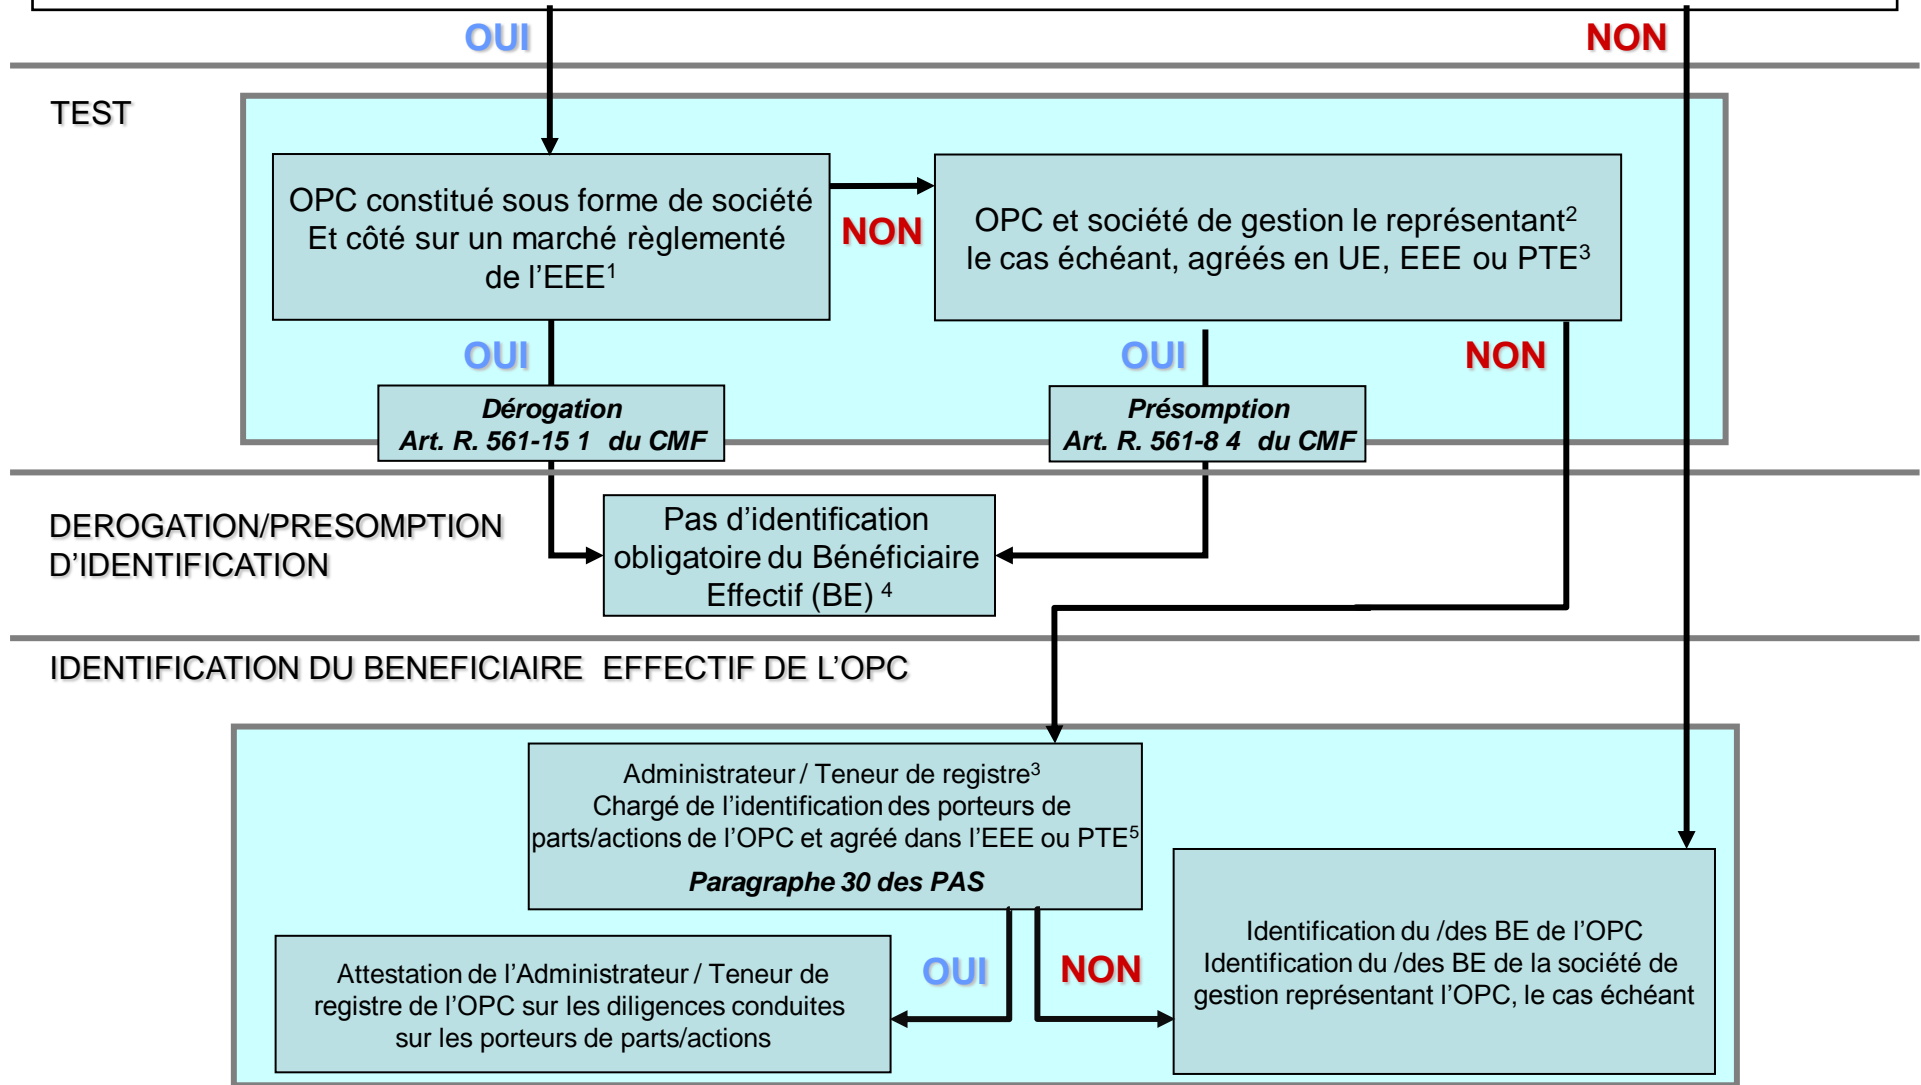 OUI
NON
TEST
OPC constitué sous forme de société
Et côté sur un marché règlementé
de l’EEE1
NON
OPC et société de gestion le représentant2
le cas échéant, agréés en UE, EEE ou PTE3
OUI
OUI
NON
Dérogation
Art. R. 561-15 1 du CMF
Présomption
Art. R. 561-8 4 du CMF
DEROGATION/PRESOMPTION
D’IDENTIFICATION
Pas d’identification
obligatoire du Bénéficiaire
Effectif (BE) 4
IDENTIFICATION DU BENEFICIAIRE EFFECTIF DE L’OPC
Administrateur / Teneur de registre3
Chargé de l’identification des porteurs de
parts/actions de l’OPC et agréé dans l’EEE ou PTE5
Paragraphe 30 des PAS
OUI
NON
Attestation de l’Administrateur / Teneur de
registre de l’OPC sur les diligences conduites
sur les porteurs de parts/actions
Identification du /des BE de l’OPC
Identification du /des BE de la société de
gestion représentant l’OPC, le cas échéant